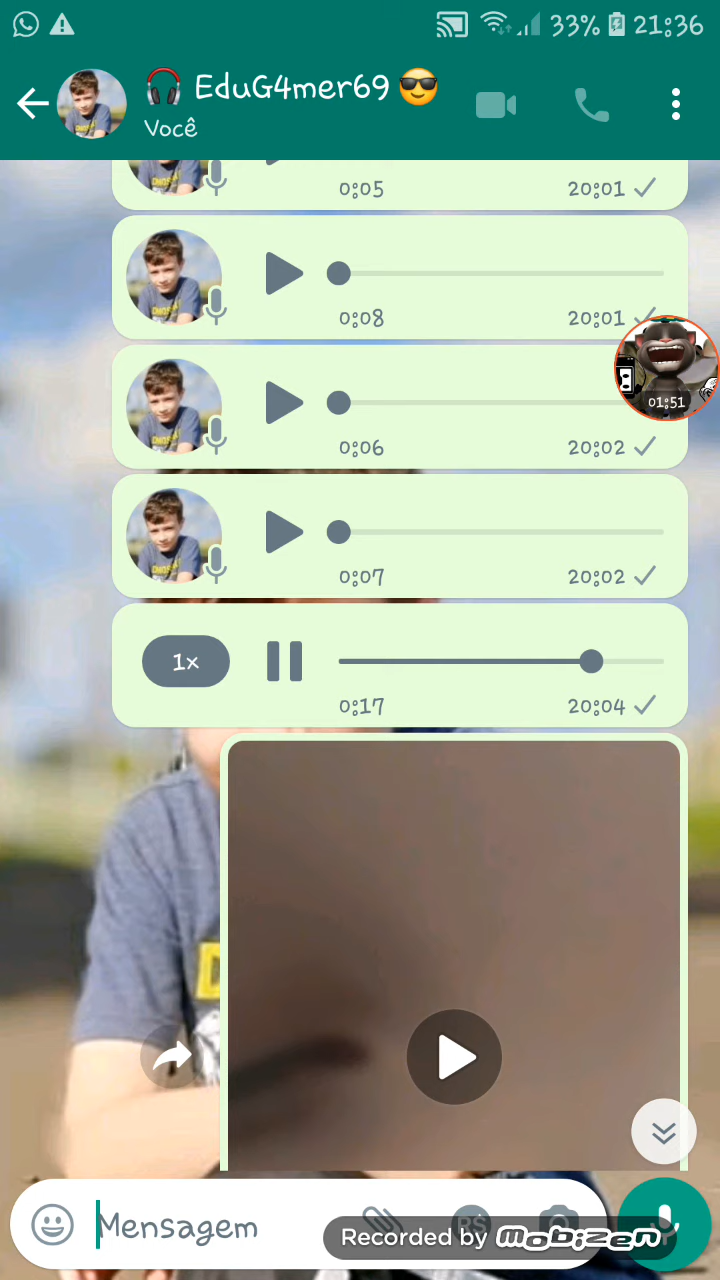 33% 21:36
EduG4mer69
Você
0:05 20:01
0:08 20:01
01:51
0:06 20:02
0:07 20:02
1x
0:17 20:04
Mensagem
R$
Recorded by mobizen